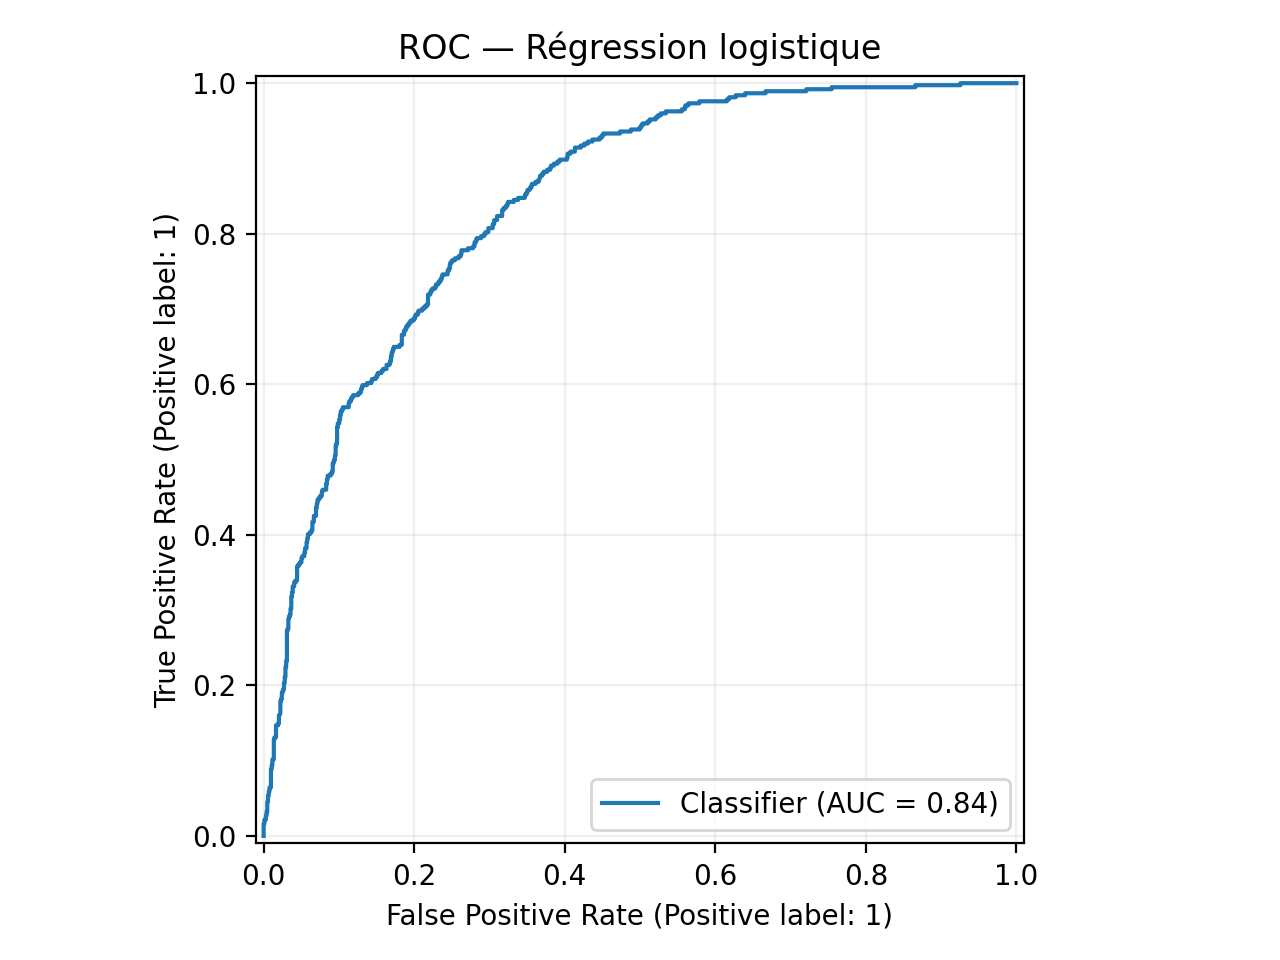 ROC — Régression logistique
1.0
0.8
0.6
0.4
0.2
0.0
True Positive Rate (Positive label: 1)
Classifier (AUC = 0.84)
0.0 0.2 0.4 0.6 0.8 1.0
False Positive Rate (Positive label: 1)